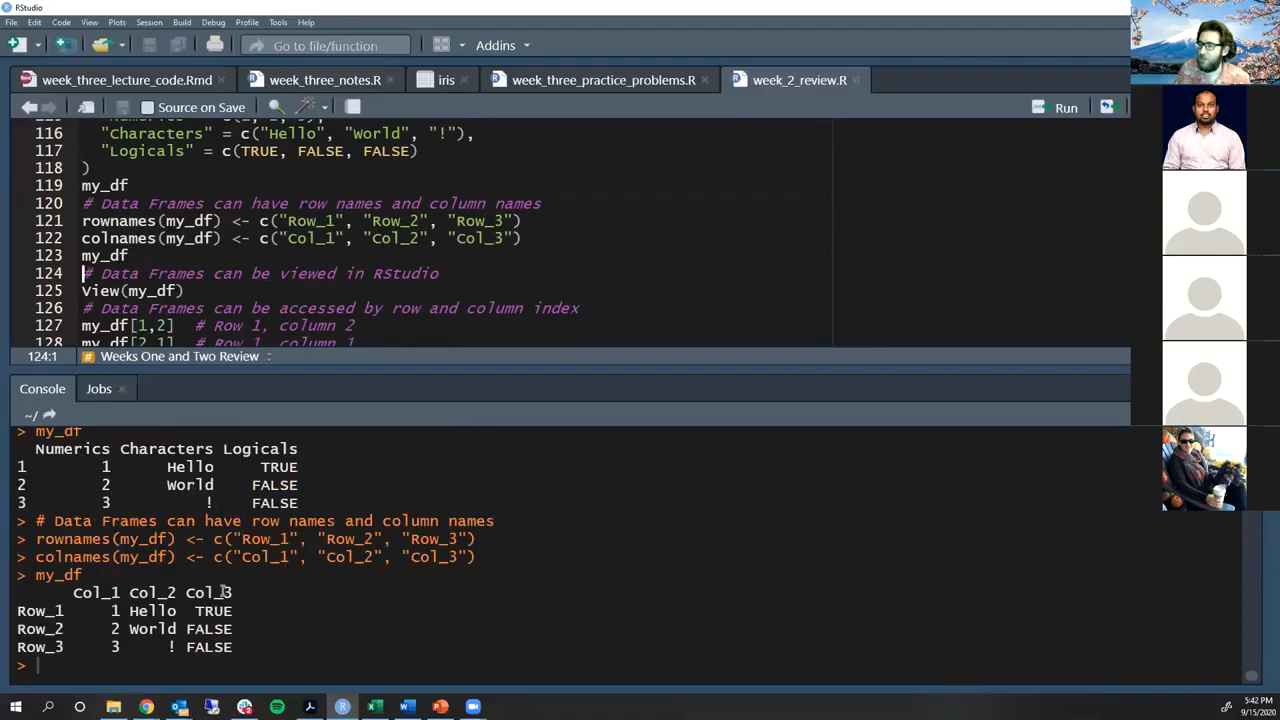 RStudio
File Edit Code View Plots Session Build Debug Profile Tools Help
Go to file/function Addins
week_three_lecture_code.Rmd week_three_notes.R iris week_three_practice_problems.R week_2_review.R
Source on Save Run
116 "Characters" = c("Hello", "World", "!"),
117 "Logicals" = c(TRUE, FALSE, FALSE)
118 )
119 my_df
120 # Data Frames can have row names and column names
121 rownames(my_df) <- c("Row_1", "Row_2", "Row_3")
122 colnames(my_df) <- c("Col_1", "Col_2", "Col_3")
123 my_df
124 # Data Frames can be viewed in RStudio
125 View(my_df)
126 # Data Frames can be accessed by row and column index
127 my_df[1,2] # Row 1, column 2
128 my_df[2,1] # Row 1, column 1
124:1 # Weeks One and Two Review
Console Jobs
~/
> my_df
Numerics Characters Logicals
1 1 Hello TRUE
2 2 World FALSE
3 3 ! FALSE
> # Data Frames can have row names and column names
> rownames(my_df) <- c("Row_1", "Row_2", "Row_3")
> colnames(my_df) <- c("Col_1", "Col_2", "Col_3")
> my_df
Col_1 Col_2 Col_3
Row_1 1 Hello TRUE
Row_2 2 World FALSE
Row_3 3 ! FALSE
>
5:42 PM
9/15/2020